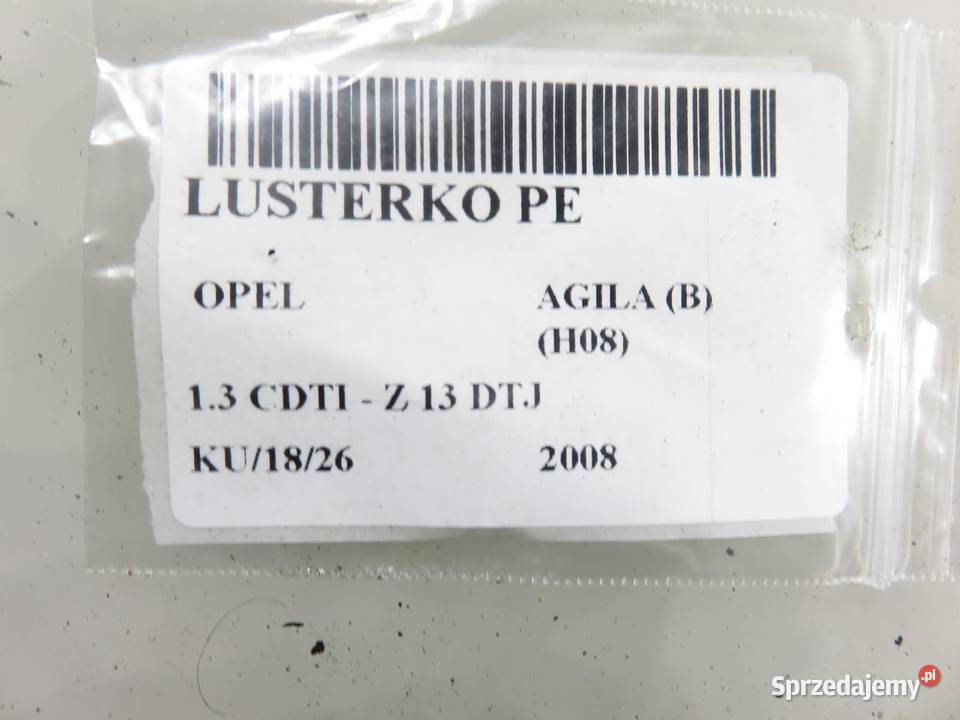 LUSTERKO PE
OPEL AGILA (B)
(H08)
1.3 CDTI - Z 13 DTJ
KU/18/26 2008
Sprzedajemy.pl